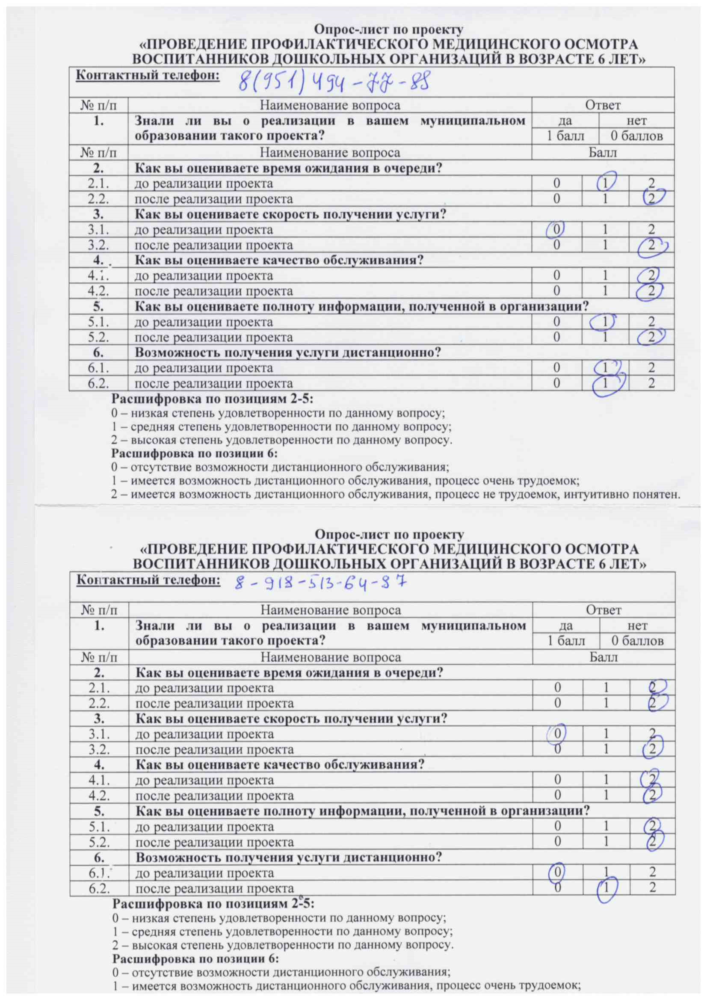 Опрос-лист по проекту
«ПРОВЕДЕНИЕ ПРОФИЛАКТИЧЕСКОГО МЕДИЦИНСКОГО ОСМОТРА
ВОСПИТАННИКОВ ДОШКОЛЬНЫХ ОРГАНИЗАЦИЙ В ВОЗРАСТЕ 6 ЛЕТ»
Контактный телефон: 8(951) 494-77-88
№ п/п Наименование вопроса Ответ
1. Знали ли вы о реализации в вашем муниципальном да нет
образовании такого проекта? 1 балл 0 баллов
№ п/п Наименование вопроса Балл
2. Как вы оцениваете время ожидания в очереди?
2.1. до реализации проекта 0 1 2
2.2. после реализации проекта 0 1 2
3. Как вы оцениваете скорость получении услуги?
3.1. до реализации проекта 0 1 2
3.2. после реализации проекта 0 1 2
4. Как вы оцениваете качество обслуживания?
4.1. до реализации проекта 0 1 2
4.2. после реализации проекта 0 1 2
5. Как вы оцениваете полноту информации, полученной в организации?
5.1. до реализации проекта 0 1 2
5.2. после реализации проекта 0 1 2
6. Возможность получения услуги дистанционно?
6.1. до реализации проекта 0 1 2
6.2. после реализации проекта 0 1 2
Расшифровка по позициям 2-5:
0 – низкая степень удовлетворенности по данному вопросу;
1 – средняя степень удовлетворенности по данному вопросу;
2 – высокая степень удовлетворенности по данному вопросу.
Расшифровка по позиции 6:
0 – отсутствие возможности дистанционного обслуживания;
1 – имеется возможность дистанционного обслуживания, процесс очень трудоемок;
2 – имеется возможность дистанционного обслуживания, процесс не трудоемок, интуитивно понятен.
Опрос-лист по проекту
«ПРОВЕДЕНИЕ ПРОФИЛАКТИЧЕСКОГО МЕДИЦИНСКОГО ОСМОТРА
ВОСПИТАННИКОВ ДОШКОЛЬНЫХ ОРГАНИЗАЦИЙ В ВОЗРАСТЕ 6 ЛЕТ»
Контактный телефон: 8-918-513-64-87
№ п/п Наименование вопроса Ответ
1. Знали ли вы о реализации в вашем муниципальном да нет
образовании такого проекта? 1 балл 0 баллов
№ п/п Наименование вопроса Балл
2. Как вы оцениваете время ожидания в очереди?
2.1. до реализации проекта 0 1 2
2.2. после реализации проекта 0 1 2
3. Как вы оцениваете скорость получении услуги?
3.1. до реализации проекта 0 1 2
3.2. после реализации проекта 0 1 2
4. Как вы оцениваете качество обслуживания?
4.1. до реализации проекта 0 1 2
4.2. после реализации проекта 0 1 2
5. Как вы оцениваете полноту информации, полученной в организации?
5.1. до реализации проекта 0 1 2
5.2. после реализации проекта 0 1 2
6. Возможность получения услуги дистанционно?
6.1. до реализации проекта 0 1 2
6.2. после реализации проекта 0 1 2
Расшифровка по позициям 2-5:
0 – низкая степень удовлетворенности по данному вопросу;
1 – средняя степень удовлетворенности по данному вопросу;
2 – высокая степень удовлетворенности по данному вопросу.
Расшифровка по позиции 6:
0 – отсутствие возможности дистанционного обслуживания;
1 – имеется возможность дистанционного обслуживания, процесс очень трудоемок;